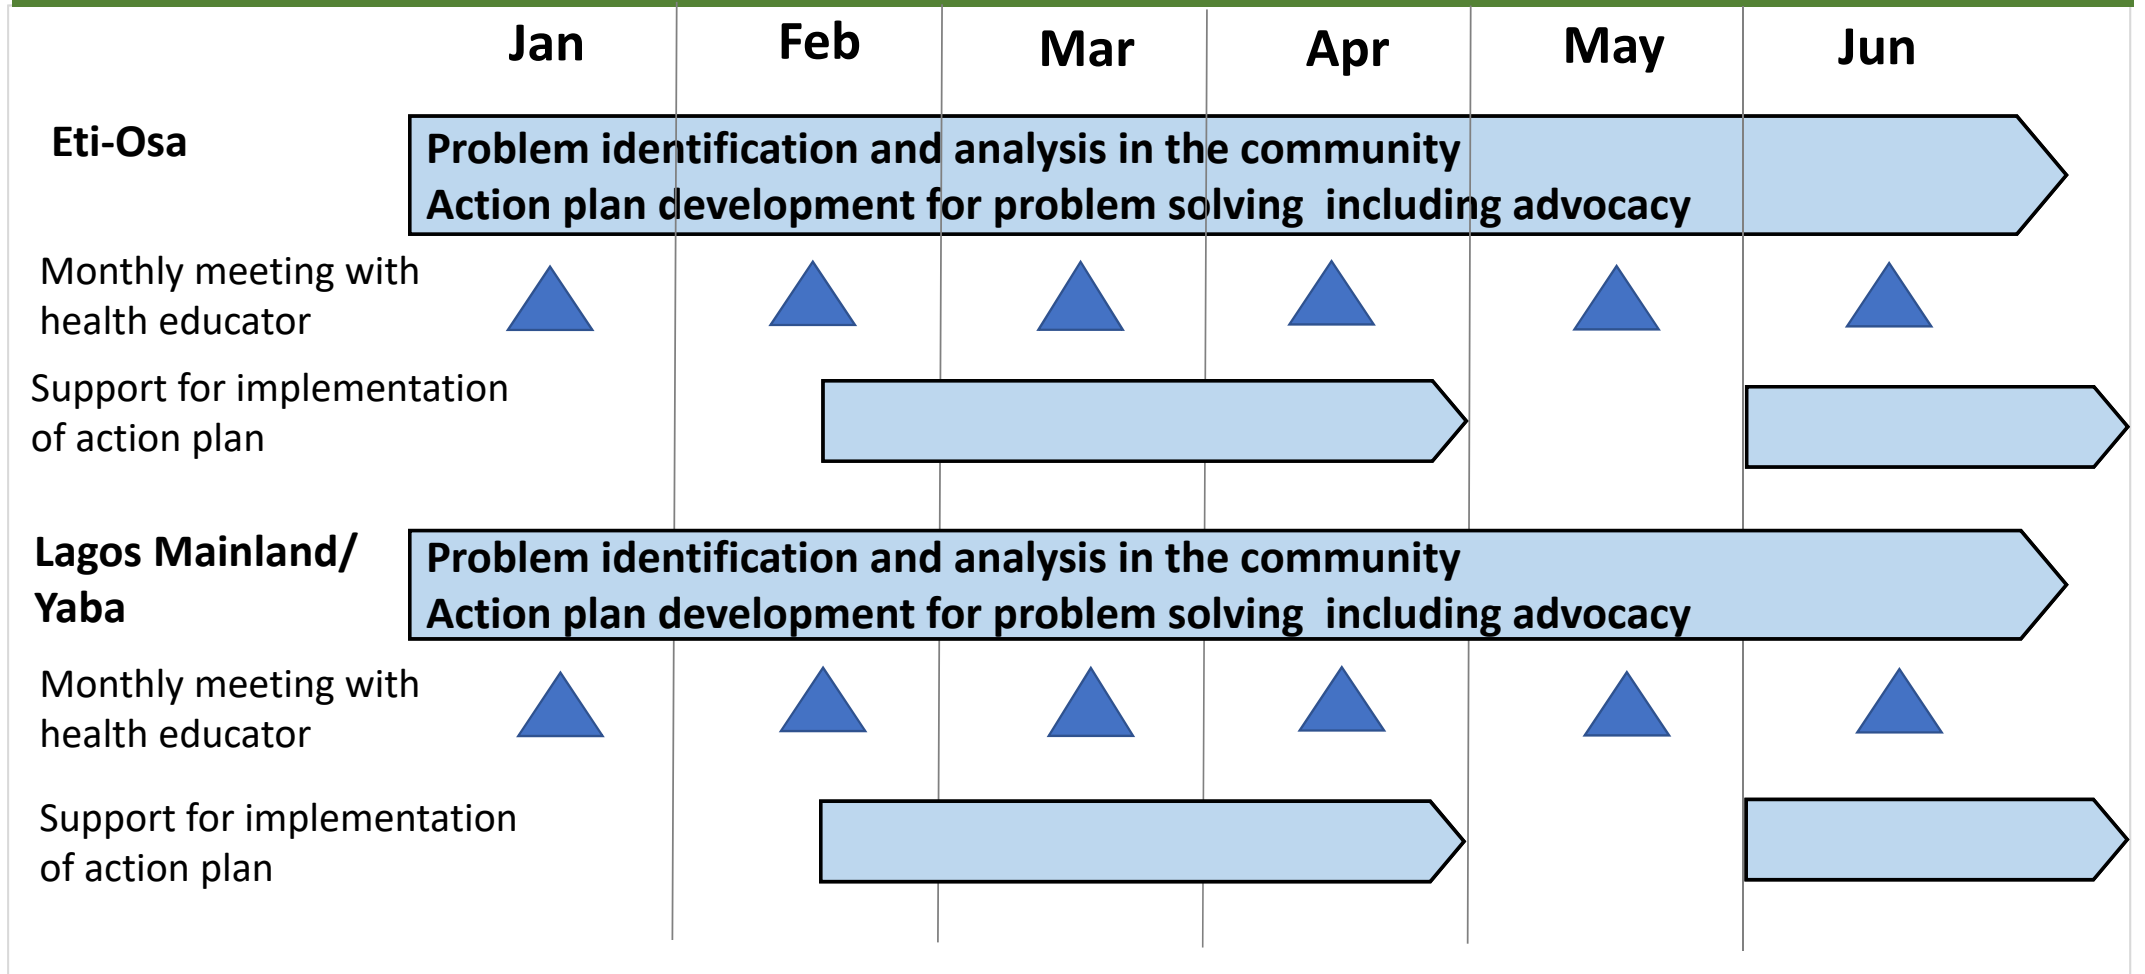 Jan Feb Mar Apr May Jun
Eti-Osa
Problem identification and analysis in the community
Action plan development for problem solving  including advocacy
Monthly meeting with
health educator
Support for implementation
of action plan
Lagos Mainland/
Yaba
Problem identification and analysis in the community
Action plan development for problem solving  including advocacy
Monthly meeting with
health educator
Support for implementation
of action plan